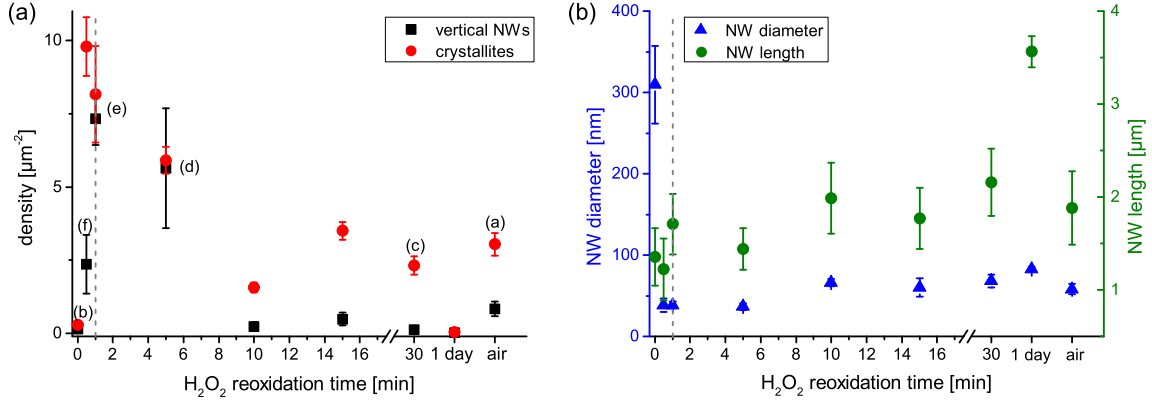 (a)
vertical NWs
crystallites
10
5
0
density [µm⁻²]
(e)
(d)
(f)
(b)
(c)
(a)
0 2 4 6 8 10 12 14 16 30 1 day air
H₂O₂ reoxidation time [min]
(b)
NW diameter
NW length
400
300
200
100
0
NW diameter [nm]
4
3
2
1
NW length [µm]
0 2 4 6 8 10 12 14 16 30 1 day air
H₂O₂ reoxidation time [min]